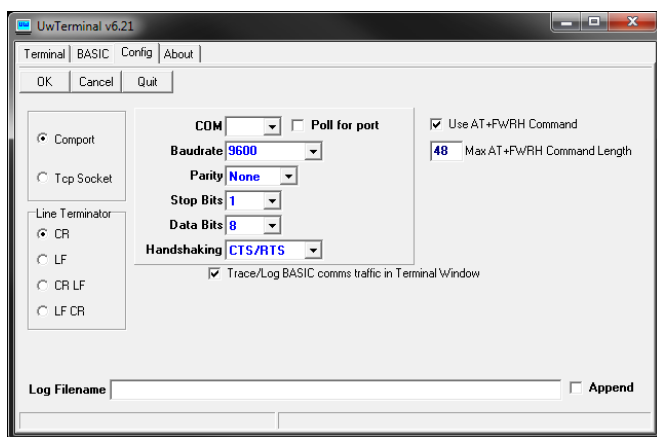 UwTerminal v6.21
Terminal BASIC Config About
OK Cancel Quit
Comport
Tcp Socket
Line Terminator
CR
LF
CR LF
LF CR
COM Poll for port
Baudrate 9600
Parity None
Stop Bits 1
Data Bits 8
Handshaking CTS/RTS
Trace/Log BASIC comms traffic in Terminal Window
Use AT+FWRH Command
48 Max AT+FWRH Command Length
Log Filename Append